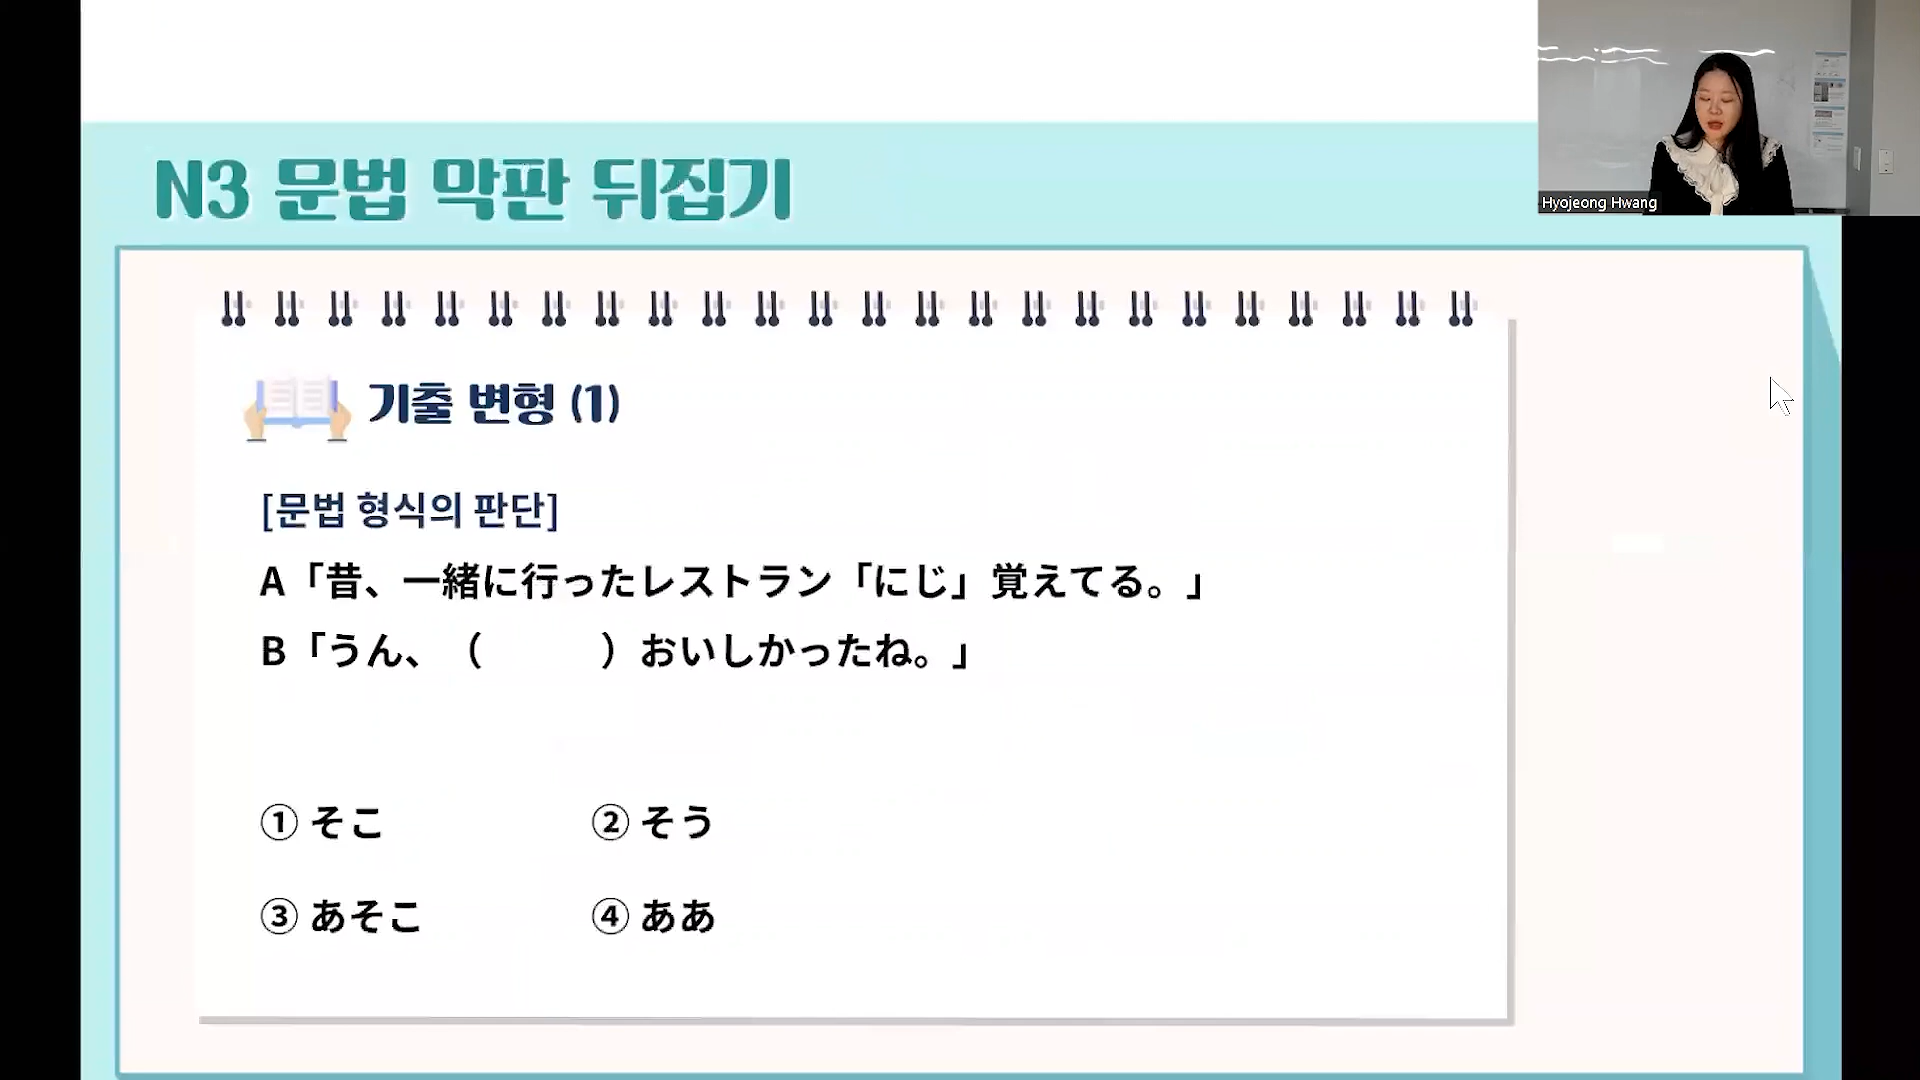 N3 문법 막판 뒤집기
Hyojeong Hwang
기출 변형 (1)
[문법 형식의 판단]
A「昔、一緒に行ったレストラン「にじ」覚えてる。」
B「うん、（　　　）おいしかったね。」
① そこ　② そう
③ あそこ　④ ああ